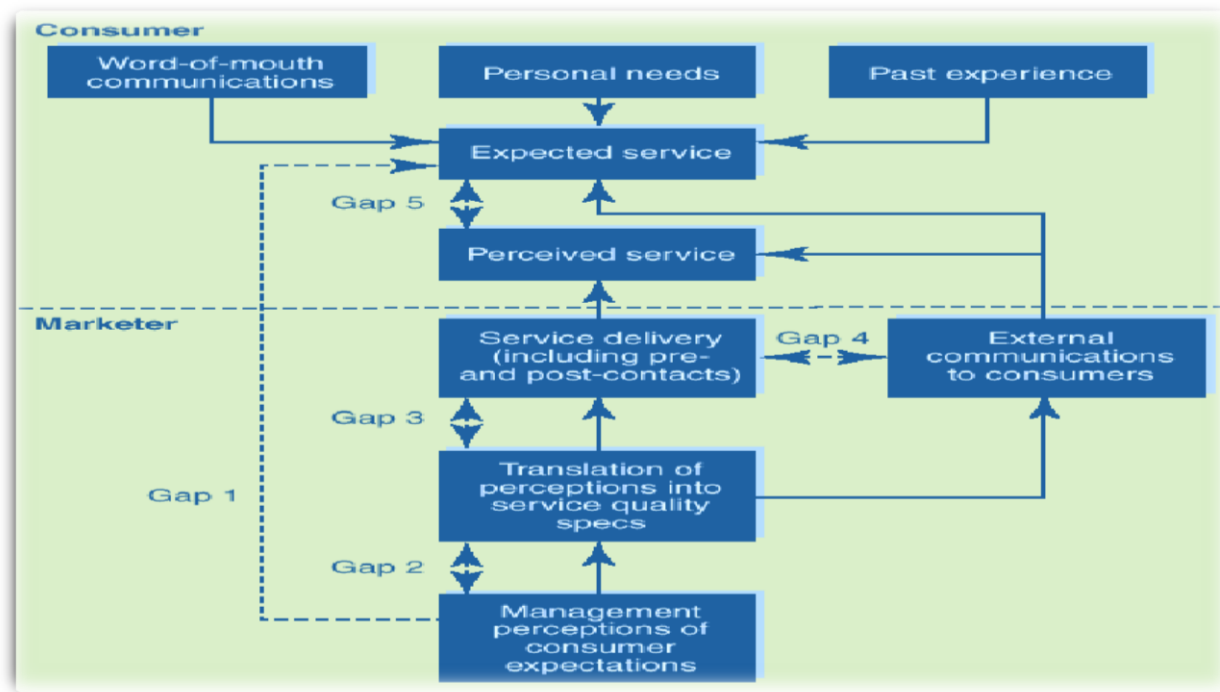 Consumer
Word-of-mouth
communications
Personal needs
Past experience
Expected service
Gap 5
Perceived service
Marketer
Service delivery
(including pre-
and post-contacts)
Gap 4
External
communications
to consumers
Gap 3
Translation of
perceptions into
service quality
specs
Gap 1
Gap 2
Management
perceptions of
consumer
expectations